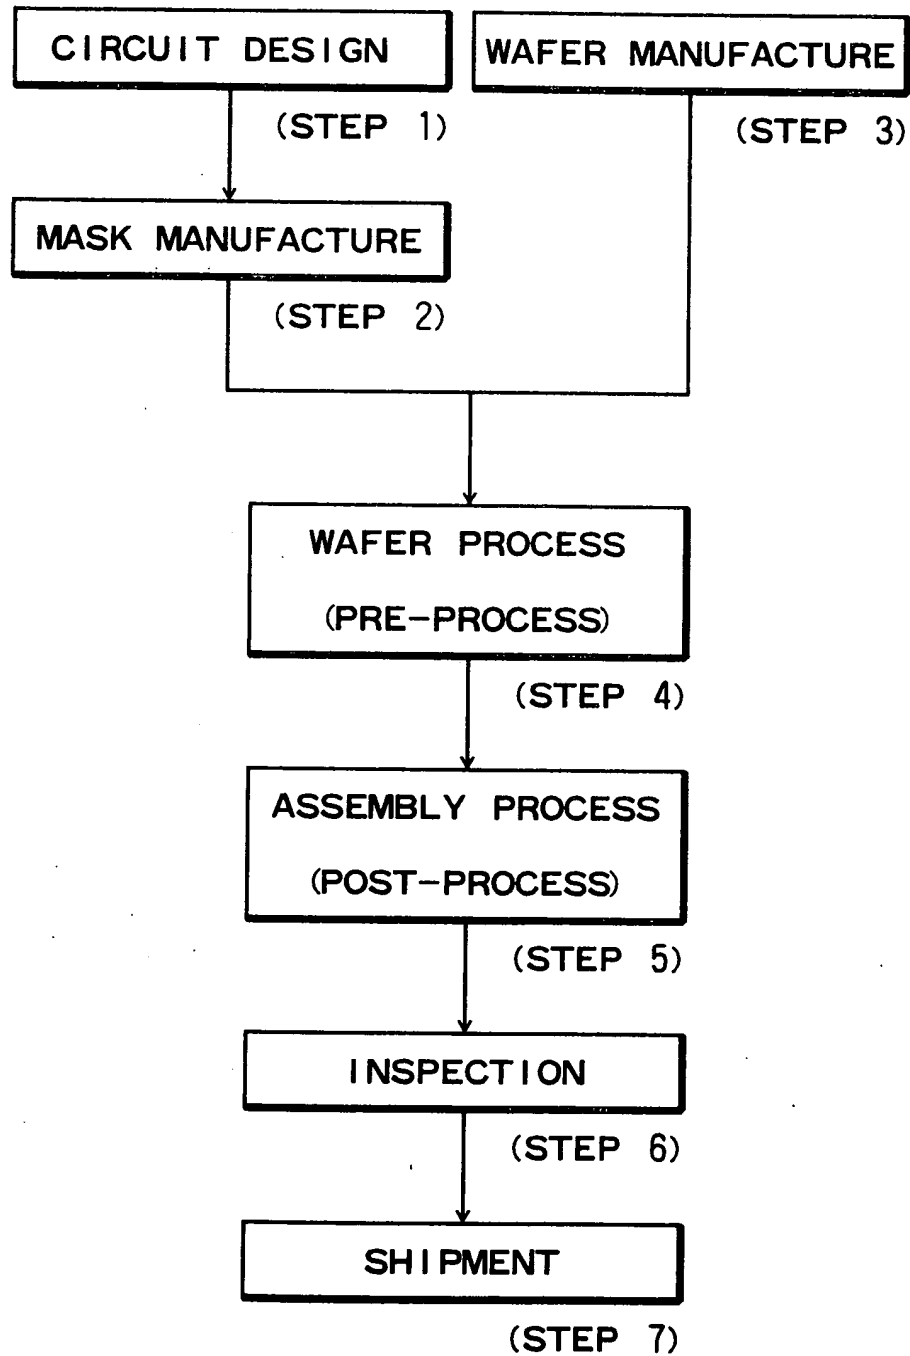 CIRCUIT DESIGN
(STEP 1)
WAFER MANUFACTURE
(STEP 3)
MASK MANUFACTURE
(STEP 2)
WAFER PROCESS
(PRE-PROCESS)
(STEP 4)
ASSEMBLY PROCESS
(POST-PROCESS)
(STEP 5)
INSPECTION
(STEP 6)
SHIPMENT
(STEP 7)